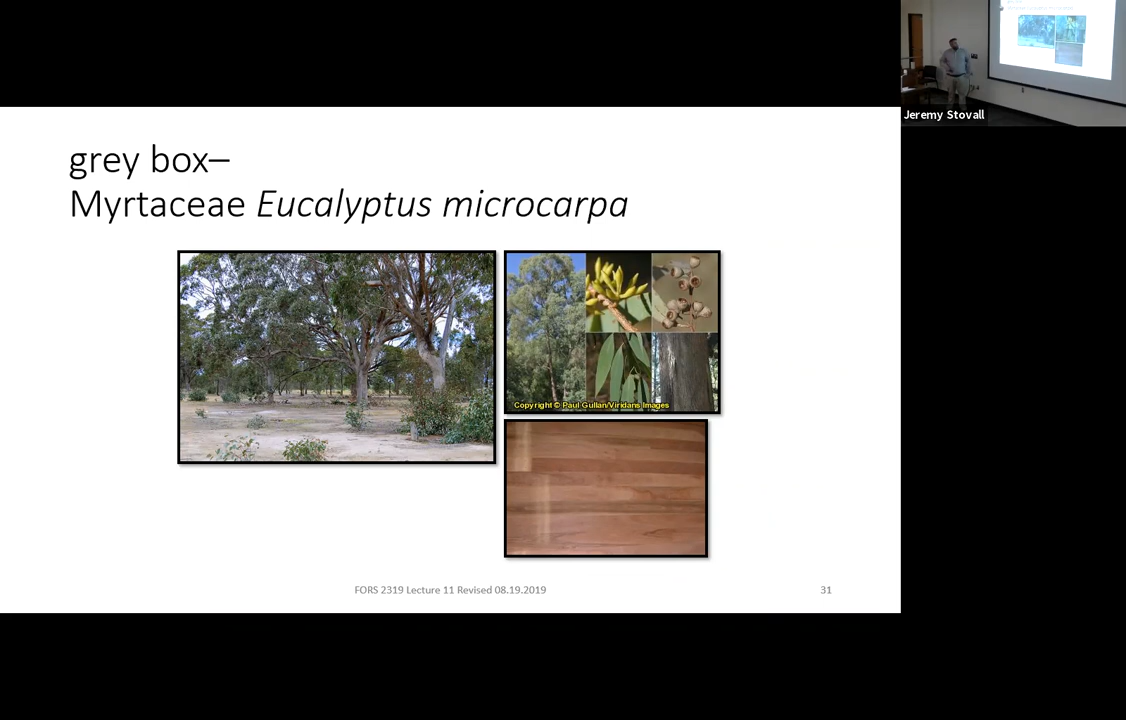 grey box–
Myrtaceae Eucalyptus microcarpa
Copyright © Paul Gullan/Viridans Images
FORS 2319 Lecture 11 Revised 08.19.2019
31
Jeremy Stovall